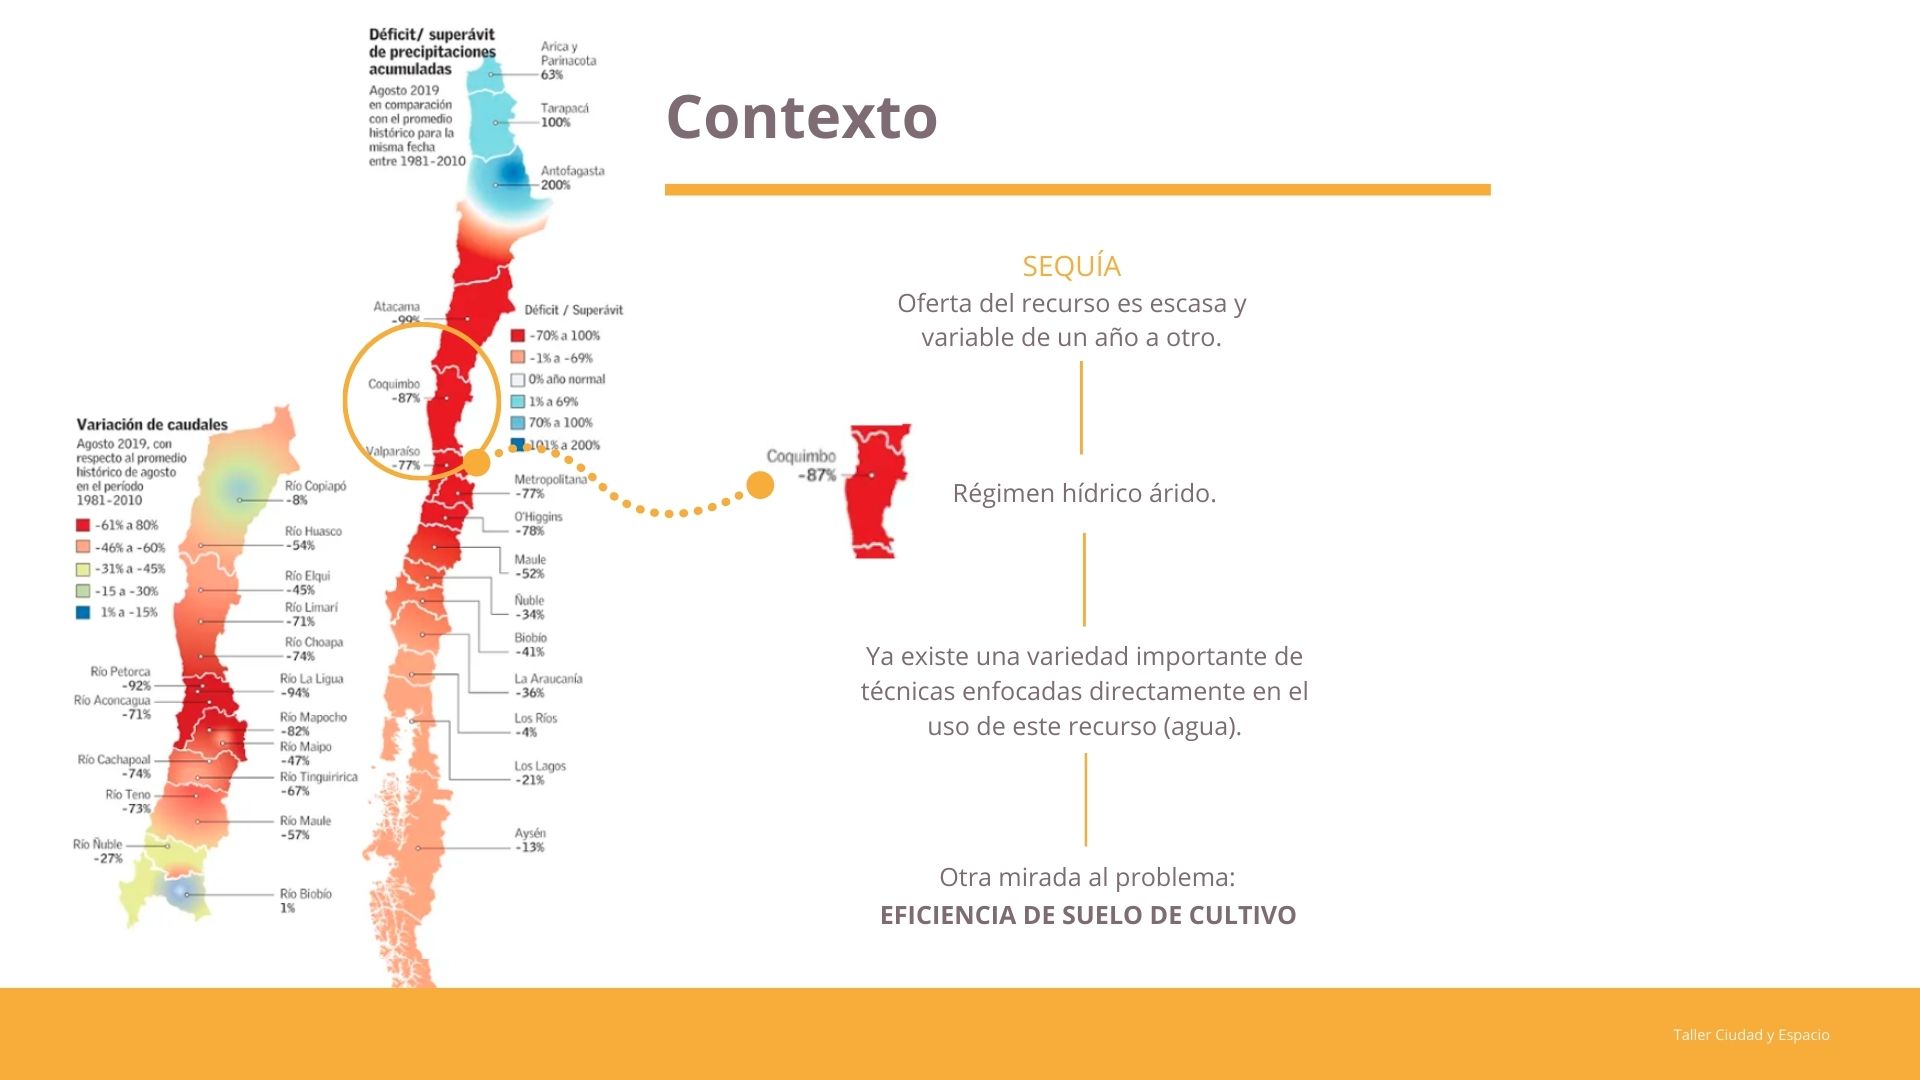 Déficit/ superávit
de precipitaciones
acumuladas
Agosto 2019
en comparación
con el promedio
histórico para la
misma fecha
entre 1981-2010
Arica y
Parinacota
63%
Tarapacá
100%
Antofagasta
200%
Atacama
-99%
Coquimbo
-87%
Valparaíso
-77%
Déficit / Superávit
-70% a 100%
-1% a -69%
0% año normal
1% a 69%
70% a 100%
101% a 200%
Metropolitana
-77%
O'Higgins
-78%
Maule
-52%
Ñuble
-34%
Biobío
-41%
La Araucanía
-36%
Los Ríos
-4%
Los Lagos
-21%
Aysén
-13%
Variación de caudales
Agosto 2019, con
respecto al promedio
histórico de agosto
en el período
1981-2010
-61% a 80%
-46% a -60%
-31% a -45%
-15 a -30%
1% a -15%
Río Copiapó
-8%
Río Huasco
-54%
Río Elqui
-45%
Río Limarí
-71%
Río Choapa
-74%
Río Petorca
-92%
Río La Ligua
-94%
Río Aconcagua
-71%
Río Mapocho
-82%
Río Maipo
-47%
Río Cachapoal
-74%
Río Tinguiririca
-67%
Río Teno
-73%
Río Maule
-57%
Río Ñuble
-27%
Río Biobío
1%
Contexto
SEQUÍA
Oferta del recurso es escasa y
variable de un año a otro.
Coquimbo
-87%
Régimen hídrico árido.
Ya existe una variedad importante de
técnicas enfocadas directamente en el
uso de este recurso (agua).
Otra mirada al problema:
EFICIENCIA DE SUELO DE CULTIVO
Taller Ciudad y Espacio